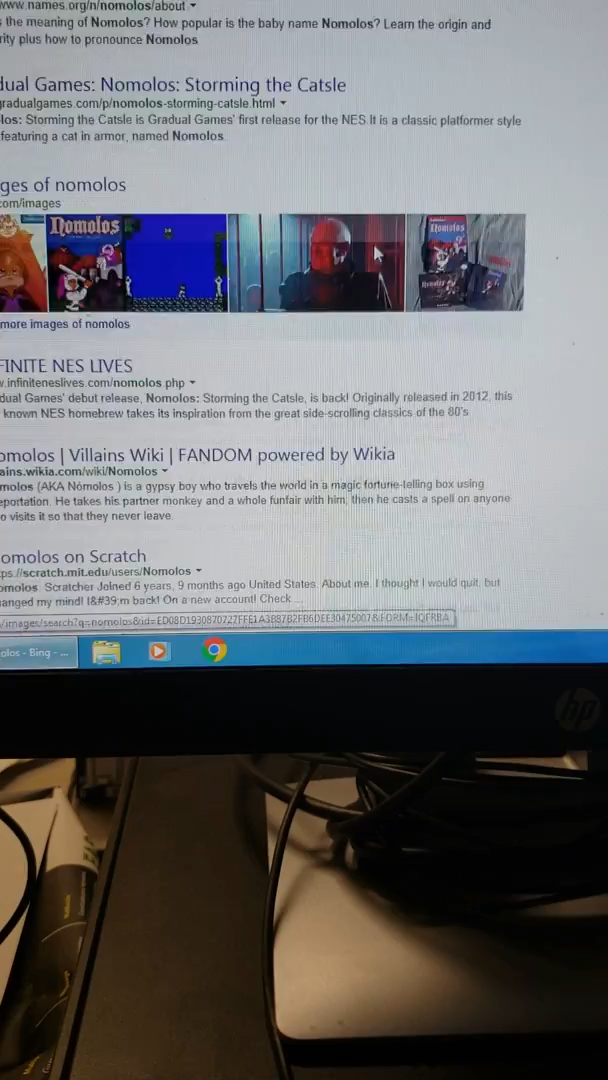 www.names.org/n/nomolos/about
the meaning of Nomolos? How popular is the baby name Nomolos? Learn the origin and
rity plus how to pronounce Nomolos
dual Games: Nomolos: Storming the Catsle
gradualgames.com/p/nomolos-storming-catsle.html
los: Storming the Catsle is Gradual Games' first release for the NES.It is a classic platformer style
featuring a cat in armor, named Nomolos.
ges of nomolos
com/images
Nomolos
Nomolos
more images of nomolos
FINITE NES LIVES
w.infiniteneslives.com/nomolos.php
dual Games' debut release, Nomolos: Storming the Catsle, is back! Originally released in 2012, this
known NES homebrew takes its inspiration from the great side-scrolling classics of the 80's
omolos | Villains Wiki | FANDOM powered by Wikia
ains.wikia.com/wiki/Nomolos
molos (AKA Nómolos ) is a gypsy boy who travels the world in a magic fortune-telling box using
eportation. He takes his partner monkey and a whole funfair with him; then he casts a spell on anyone
o visits it so that they never leave.
omolos on Scratch
ps://scratch.mit.edu/users/Nomolos
omolos. Scratcher Joined 6 years, 9 months ago United States. About me. I thought I would quit, but
anged my mind! I&#39;m back! On a new account! Check ...
olos - Bing - ...
hp